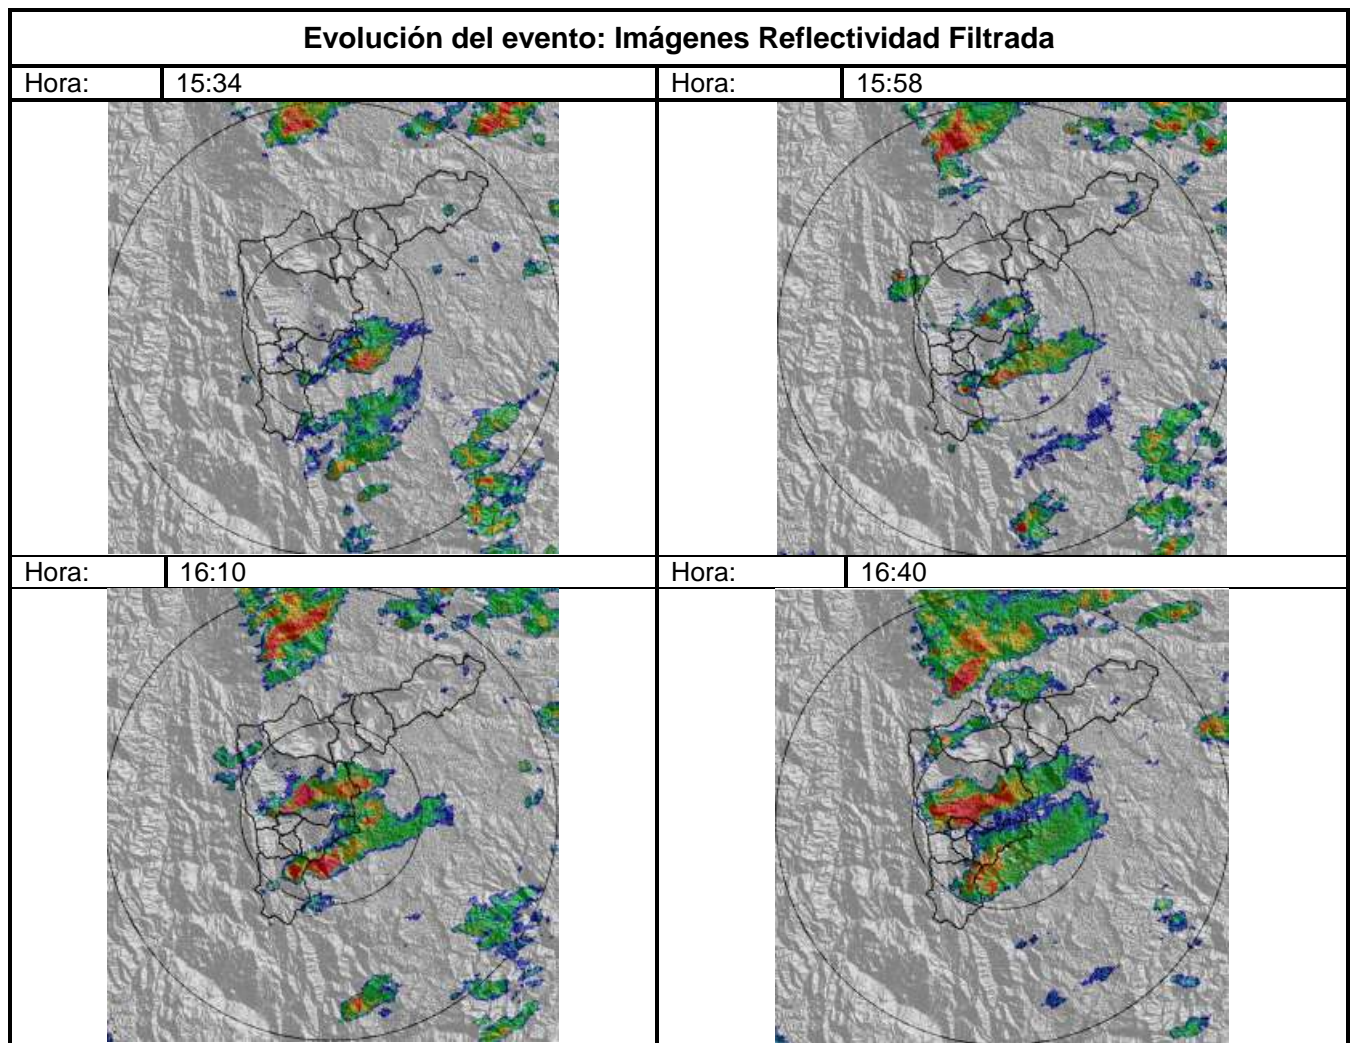 Evolución del evento: Imágenes Reflectividad Filtrada
Hora: 15:34 Hora: 15:58
Hora: 16:10 Hora: 16:40